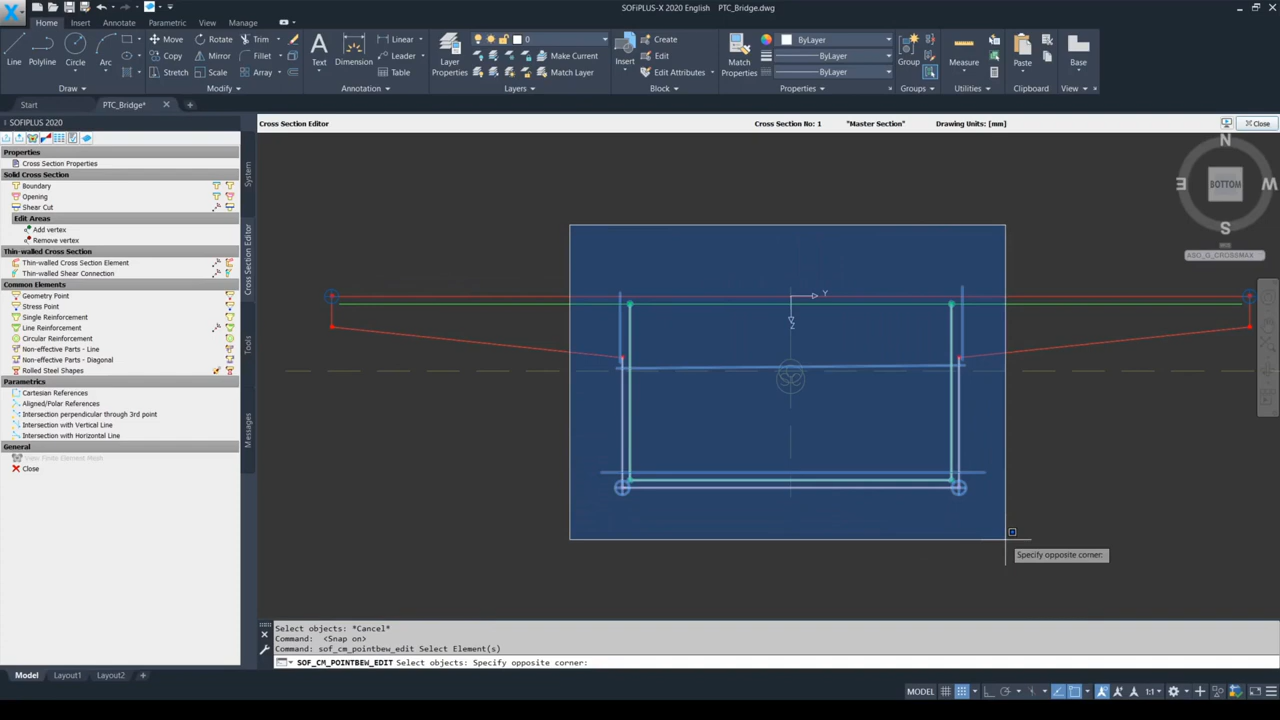 SOFiPLUS-X 2020 English PTC_Bridge.dwg
Home Insert Annotate Parametric View Manage
Line Polyline Circle Arc
Move Rotate Trim
Copy Mirror Fillet
Stretch Scale Array
Text Dimension
Linear
Leader
Table
Layer Properties
0
Make Current
Match Layer
Insert
Create
Edit
Edit Attributes
Match Properties
ByLayer
ByLayer
ByLayer
Group
Measure
Paste
Base
Draw Modify Annotation Layers Block Properties Groups Utilities Clipboard View
Start PTC_Bridge*
SOFIPLUS 2020
Cross Section Editor Cross Section No: 1 "Master Section" Drawing Units: [mm] Close
Properties
Cross Section Properties
Solid Cross Section
Boundary
Opening
Shear Cut
Edit Areas
Add vertex
Remove vertex
Thin-walled Cross Section
Thin-walled Cross Section Element
Thin-walled Shear Connection
Common Elements
Geometry Point
Stress Point
Single Reinforcement
Line Reinforcement
Circular Reinforcement
Non-effective Parts - Line
Non-effective Parts - Diagonal
Rolled Steel Shapes
Parametrics
Cartesian References
Aligned/Polar References
Intersection perpendicular through 3rd point
Intersection with Vertical Line
Intersection with Horizontal Line
General
View Finite Element Mesh
Close
System
Cross Section Editor
Tools
Messages
N
E BOTTOM W
S
ASO_G_CROSSMAX
Y
Z
Specify opposite corner:
Select objects: *Cancel*
Command: <Snap on>
Command: sof_cm_pointbew_edit Select Element(s)
SOF_CM_POINTBEW_EDIT Select objects: Specify opposite corner:
Model Layout1 Layout2
MODEL 1:1